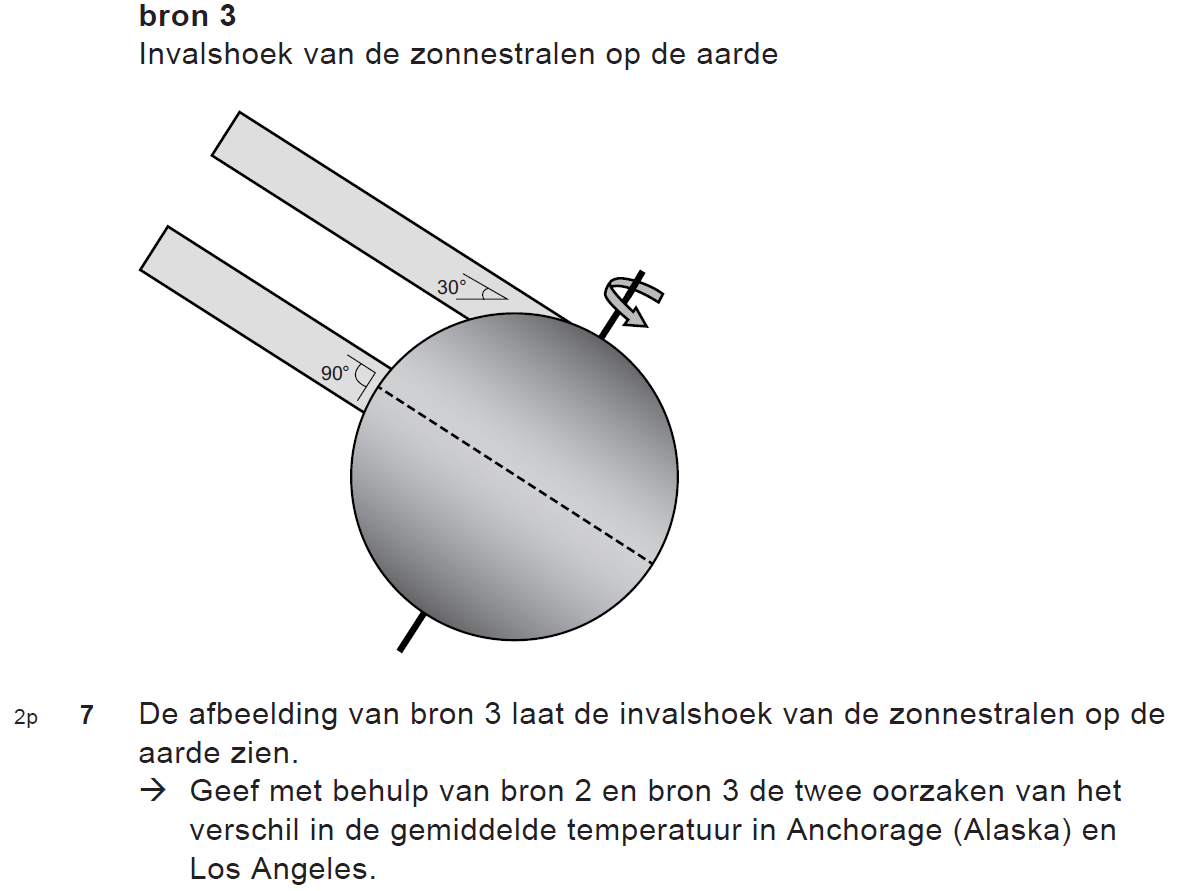 bron 3
Invalshoek van de zonnestralen op de aarde
30°
90°
2p 7 De afbeelding van bron 3 laat de invalshoek van de zonnestralen op de
aarde zien.
→ Geef met behulp van bron 2 en bron 3 de twee oorzaken van het
verschil in de gemiddelde temperatuur in Anchorage (Alaska) en
Los Angeles.